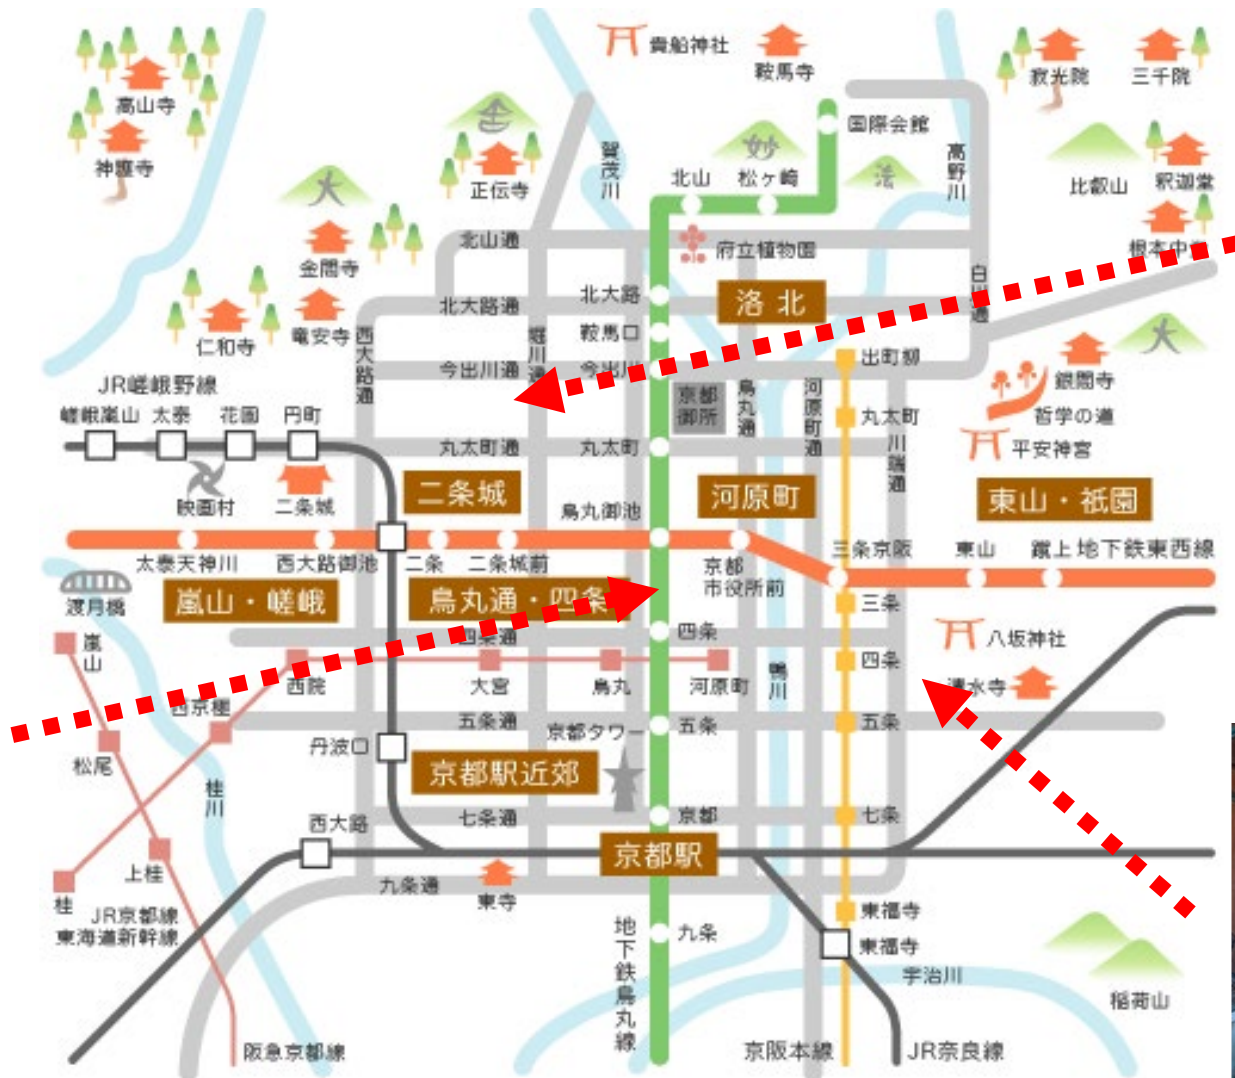 貴船神社
鞍馬寺
寂光院
三千院
高山寺
神護寺
国際会館
高野川
賀茂川
妙
法
北山
松ヶ崎
比叡山
釈迦堂
正伝寺
大
金閣寺
北山通
府立植物園
根本中堂
仁和寺
竜安寺
西大路通
北大路通
北大路
洛北
白川通
鞍馬口
堀川通
今出川通
今出川
出町柳
大
銀閣寺
哲学の道
JR嵯峨野線
嵯峨嵐山
太秦
花園
円町
京都御所
烏丸通
河原町通
丸太町
川端通
平安神宮
丸太町通
丸太町
映画村
二条城
二条城
河原町
東山・祇園
烏丸御池
太秦天神川
西大路御池
二条
二条城前
京都
市役所前
三条京阪
東山
蹴上
地下鉄東西線
渡月橋
嵐山・嵯峨
烏丸通・四条
三条
嵐山
四条通
四条
八坂神社
西院
大宮
烏丸
河原町
鴨川
四条
清水寺
西京極
五条通
京都タワー
五条
五条
松尾
丹波口
京都駅近郊
桂川
西大路
七条通
京都
七条
京都駅
上桂
九条通
東寺
桂
JR京都線
東海道新幹線
地下鉄烏丸線
九条
東福寺
東福寺
宇治川
稲荷山
阪急京都線
京阪本線
JR奈良線